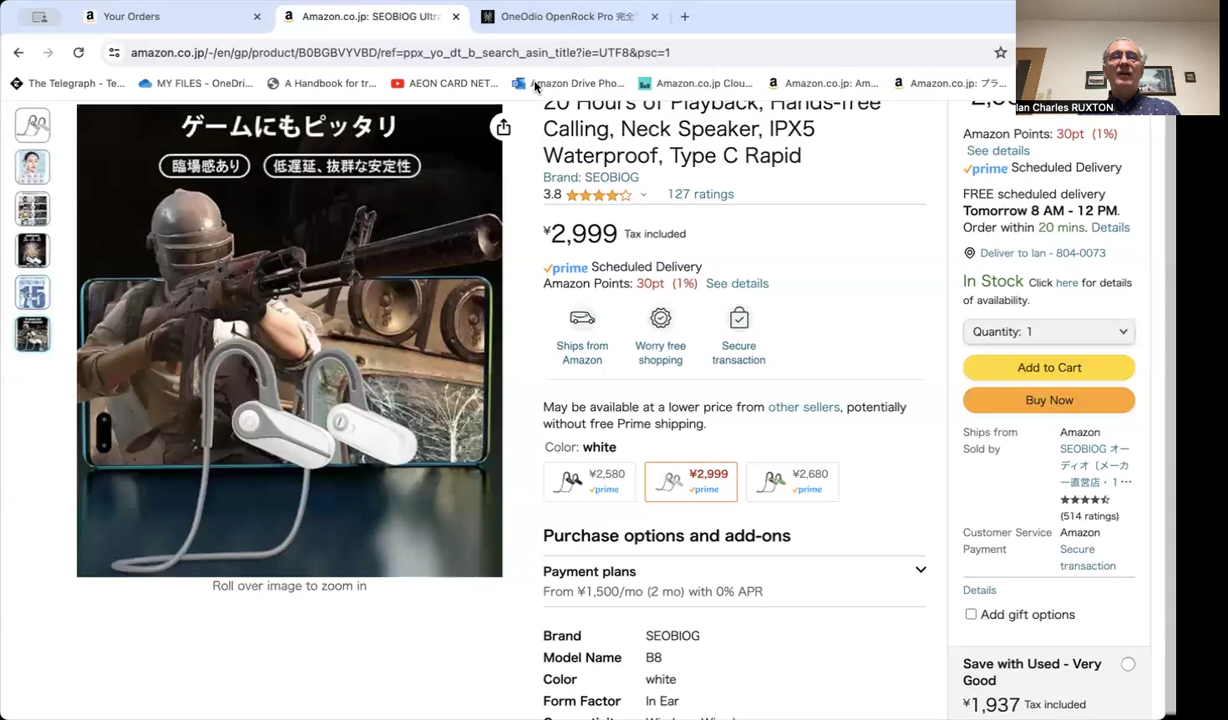 Your Orders
Amazon.co.jp: SEOBIOG Ultra
OneOdio OpenRock Pro 完全
amazon.co.jp/-/en/gp/product/B0BGBVYVBD/ref=ppx_yo_dt_b_search_asin_title?ie=UTF8&psc=1
The Telegraph - Te...
MY FILES - OneDri...
A Handbook for tr...
AEON CARD NET...
Amazon Drive Pho...
Amazon.co.jp Clou...
Amazon.co.jp: Am...
Amazon.co.jp: プラ...
Ian Charles RUXTON
ゲームにもピッタリ
臨場感あり
低遅延、抜群な安定性
Roll over image to zoom in
20 Hours of Playback, Hands-free
Calling, Neck Speaker, IPX5
Waterproof, Type C Rapid
Brand: SEOBIOG
3.8
127 ratings
¥2,999 Tax included
prime Scheduled Delivery
Amazon Points: 30pt (1%) See details
Ships from
Amazon
Worry free
shopping
Secure
transaction
May be available at a lower price from other sellers, potentially
without free Prime shipping.
Color: white
¥2,580
prime
¥2,999
prime
¥2,680
prime
Purchase options and add-ons
Payment plans
From ¥1,500/mo (2 mo) with 0% APR
Brand SEOBIOG
Model Name B8
Color white
Form Factor In Ear
Amazon Points: 30pt (1%)
See details
prime Scheduled Delivery
FREE scheduled delivery
Tomorrow 8 AM - 12 PM.
Order within 20 mins. Details
Deliver to Ian - 804-0073
In Stock Click here for details
of availability.
Quantity: 1
Add to Cart
Buy Now
Ships from Amazon
Sold by SEOBIOG オー
ディオ〔メーカ
ー直営店・1…
(514 ratings)
Customer Service Amazon
Payment Secure
transaction
Details
Add gift options
Save with Used - Very
Good
¥1,937 Tax included